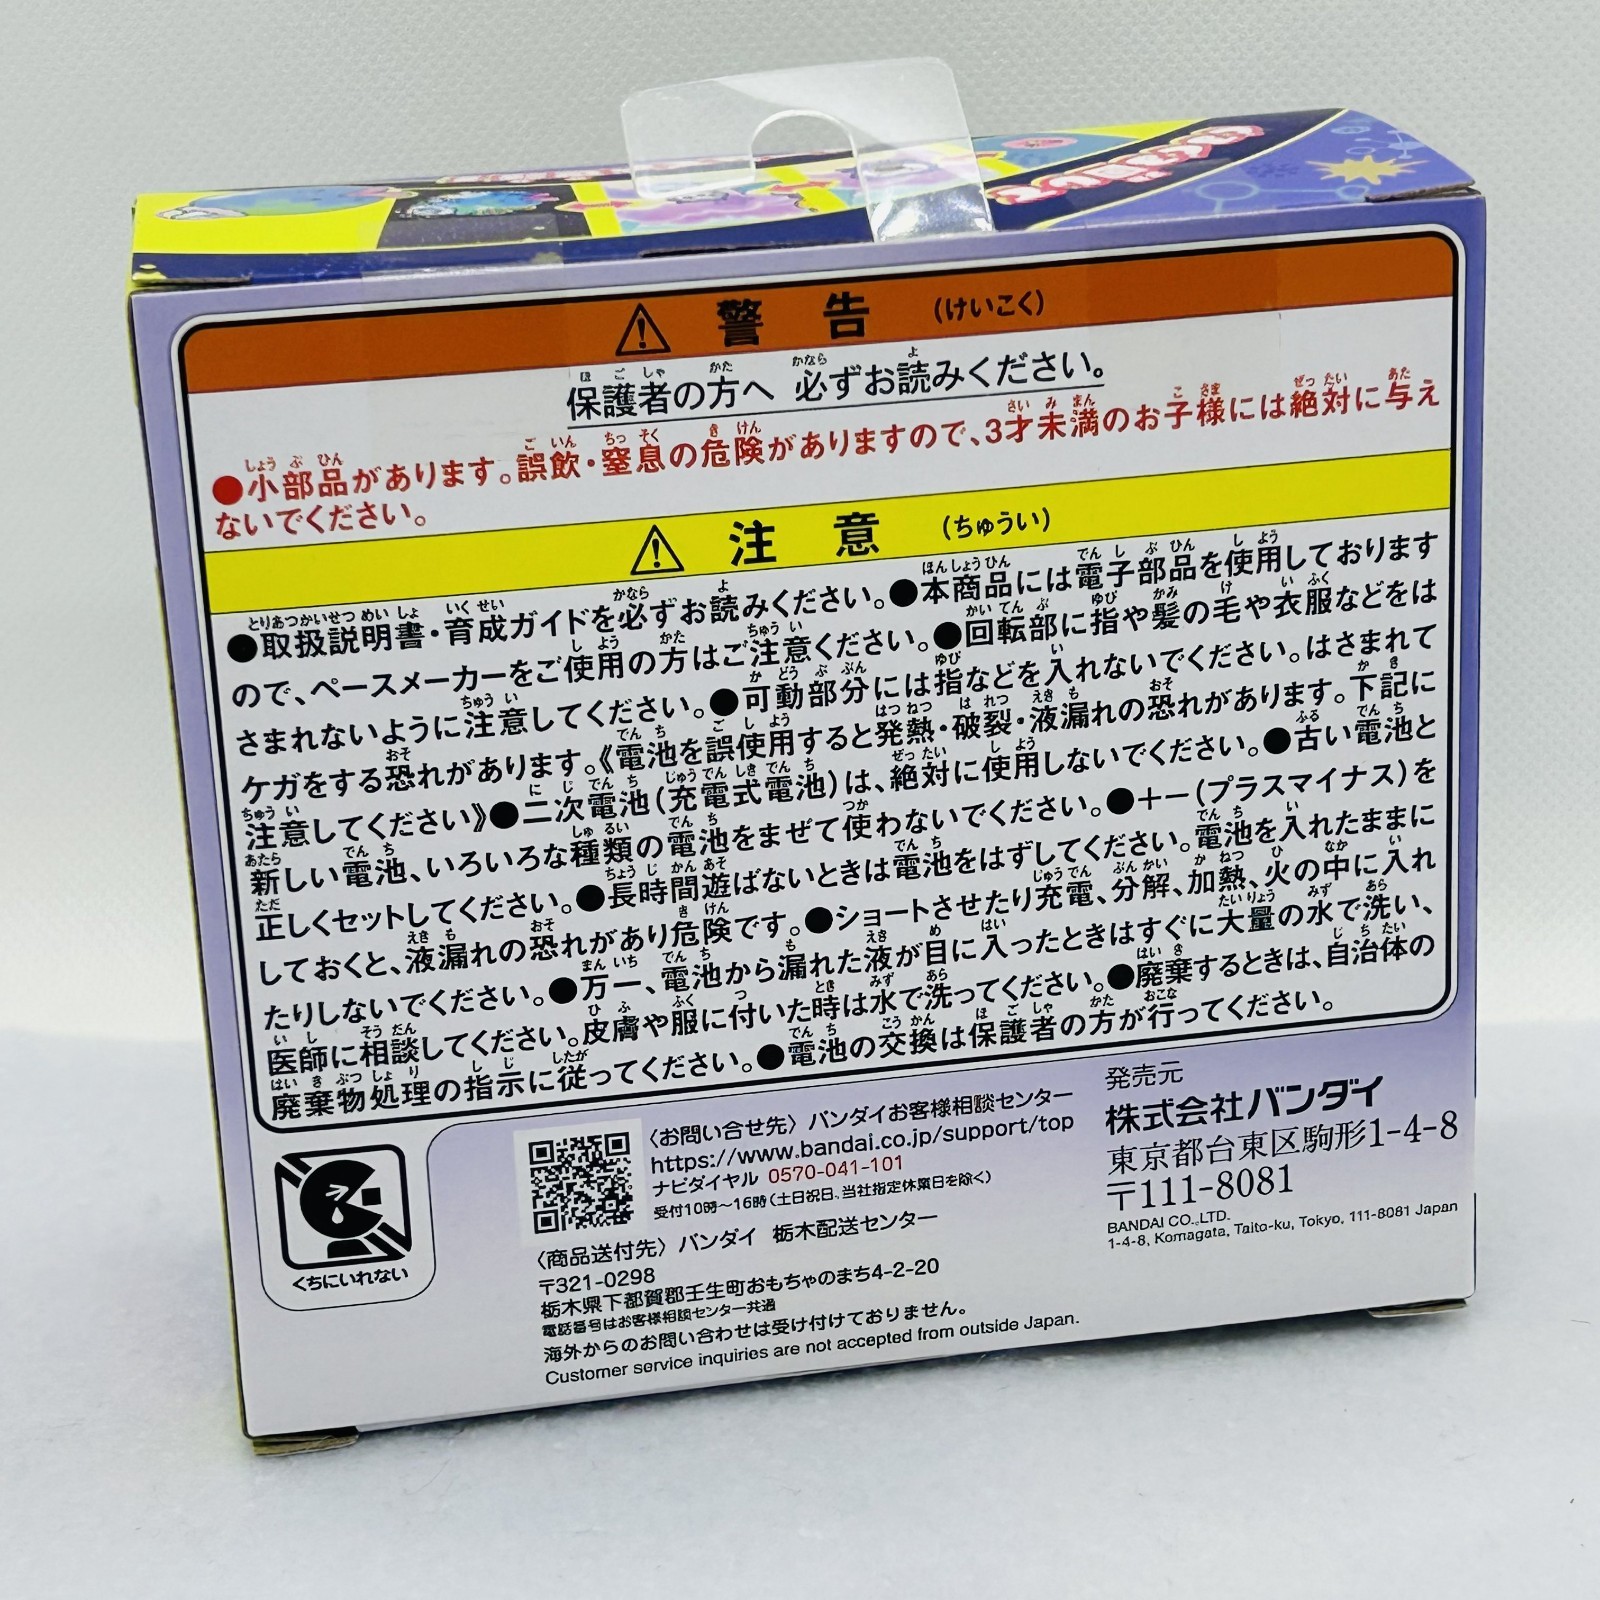 警告 (けいこく)
保護者の方へ 必ずお読みください。
●小部品があります。誤飲・窒息の危険がありますので、3才未満のお子様には絶対に与え
ないでください。
注意 (ちゅうい)
●取扱説明書・育成ガイドを必ずお読みください。●本商品には電子部品を使用しております
ので、ペースメーカーをご使用の方はご注意ください。●回転部に指や髪の毛や衣服などをは
さまれないように注意してください。●可動部分には指などを入れないでください。はさまれて
ケガをする恐れがあります。《電池を誤使用すると発熱・破裂・液漏れの恐れがあります。下記に
注意してください》●二次電池(充電式電池)は、絶対に使用しないでください。●古い電池と
新しい電池、いろいろな種類の電池をまぜて使わないでください。●+-(プラスマイナス)を
正しくセットしてください。●長時間遊ばないときは電池をはずしてください。電池を入れたままに
しておくと、液漏れの恐れがあり危険です。●ショートさせたり充電、分解、加熱、火の中に入れ
たりしないでください。●万一、電池から漏れた液が目に入ったときはすぐに大量の水で洗い、
医師に相談してください。皮膚や服に付いた時は水で洗ってください。●廃棄するときは、自治体の
廃棄物処理の指示に従ってください。●電池の交換は保護者の方が行ってください。
くちにいれない
〈お問い合せ先〉バンダイお客様相談センター
https://www.bandai.co.jp/support/top
ナビダイヤル 0570-041-101
受付10時～16時(土日祝日、当社指定休業日を除く)
〈商品送付先〉バンダイ 栃木配送センター
〒321-0298
栃木県下都賀郡壬生町おもちゃのまち4-2-20
電話番号はお客様相談センター共通
海外からのお問い合わせは受け付けておりません。
Customer service inquiries are not accepted from outside Japan.
発売元
株式会社バンダイ
東京都台東区駒形1-4-8
〒111-8081
BANDAI CO.,LTD.
1-4-8, Komagata, Taito-ku, Tokyo, 111-8081 Japan